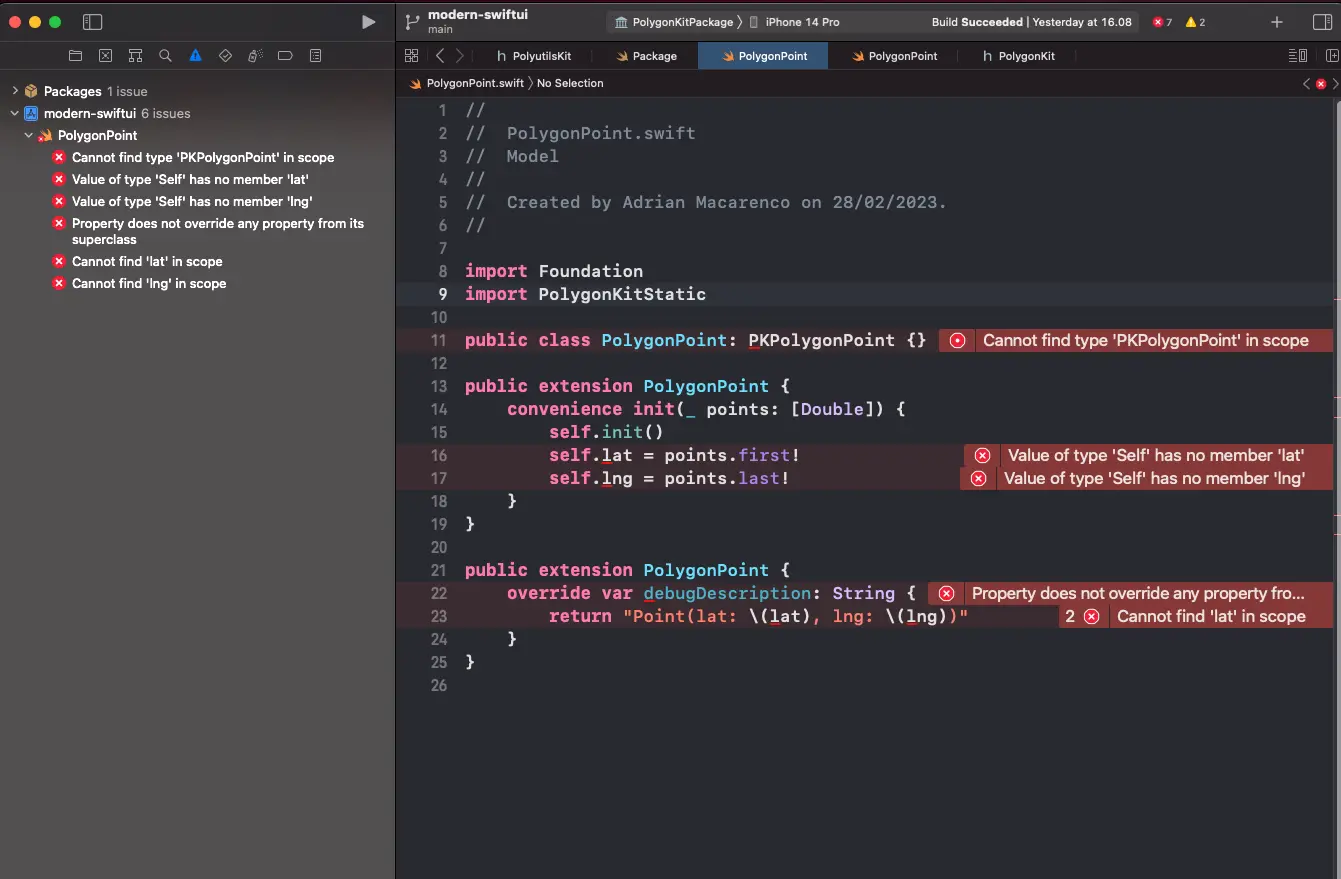 modern-swiftui
main
PolygonKitPackage
iPhone 14 Pro
Build Succeeded | Yesterday at 16.08
7
2
PolyutilsKit
Package
PolygonPoint
PolygonPoint
PolygonKit
PolygonPoint.swift
No Selection
Packages 1 issue
modern-swiftui 6 issues
PolygonPoint
Cannot find type 'PKPolygonPoint' in scope
Value of type 'Self' has no member 'lat'
Value of type 'Self' has no member 'lng'
Property does not override any property from its
superclass
Cannot find 'lat' in scope
Cannot find 'lng' in scope
1 //
2 //  PolygonPoint.swift
3 //  Model
4 //
5 //  Created by Adrian Macarenco on 28/02/2023.
6 //
7
8 import Foundation
9 import PolygonKitStatic
10
11 public class PolygonPoint: PKPolygonPoint {} Cannot find type 'PKPolygonPoint' in scope
12
13 public extension PolygonPoint {
14     convenience init(_ points: [Double]) {
15         self.init()
16         self.lat = points.first! Value of type 'Self' has no member 'lat'
17         self.lng = points.last! Value of type 'Self' has no member 'lng'
18     }
19 }
20
21 public extension PolygonPoint {
22     override var debugDescription: String { Property does not override any property fro...
23         return "Point(lat: \(lat), lng: \(lng))" 2 Cannot find 'lat' in scope
24     }
25 }
26